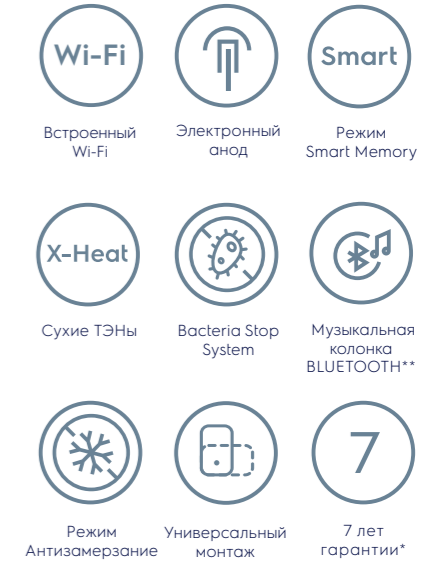 Wi-Fi
Smart
Встроенный
Wi-Fi
Электронный
анод
Режим
Smart Memory
X-Heat
Сухие ТЭНы
Bacteria Stop
System
Музыкальная
колонка
BLUETOOTH**
7
Режим
Антизамерзание
Универсальный
монтаж
7 лет
гарантии*